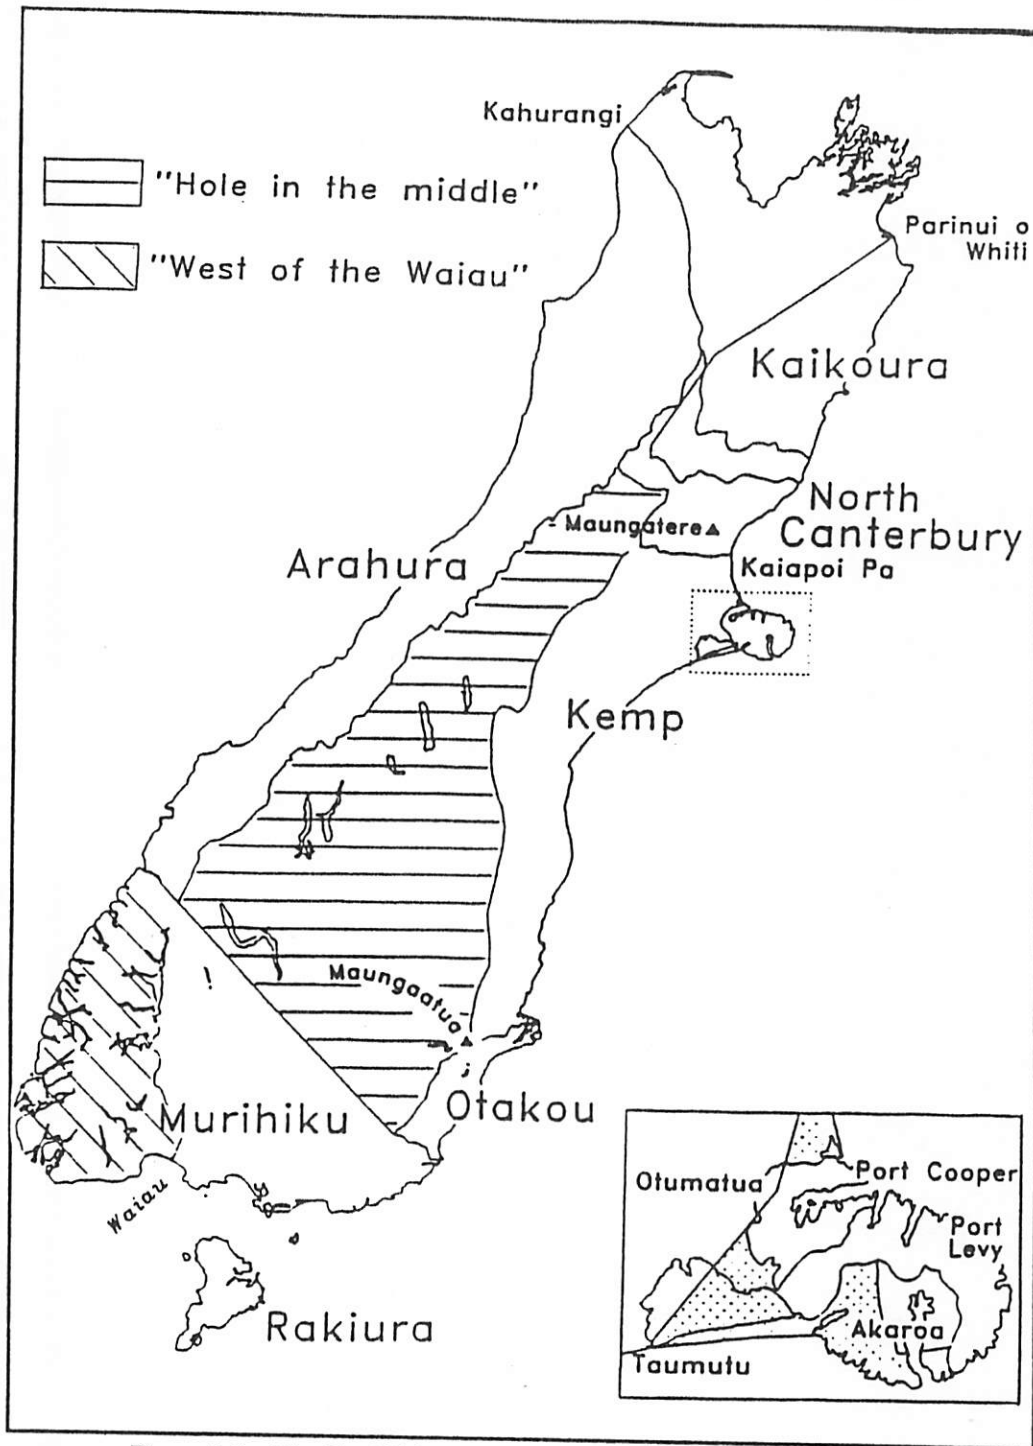 Kahurangi
"Hole in the middle"
"West of the Waiau"
Parinui o
Whiti
Kaikoura
North
Canterbury
Maungatere
Kaiapoi Pa
Arahura
Kemp
Maungaatua
Otakou
Murihiku
Waiau
Rakiura
Otumatua
Port Cooper
Port
Levy
Akaroa
Taumutu